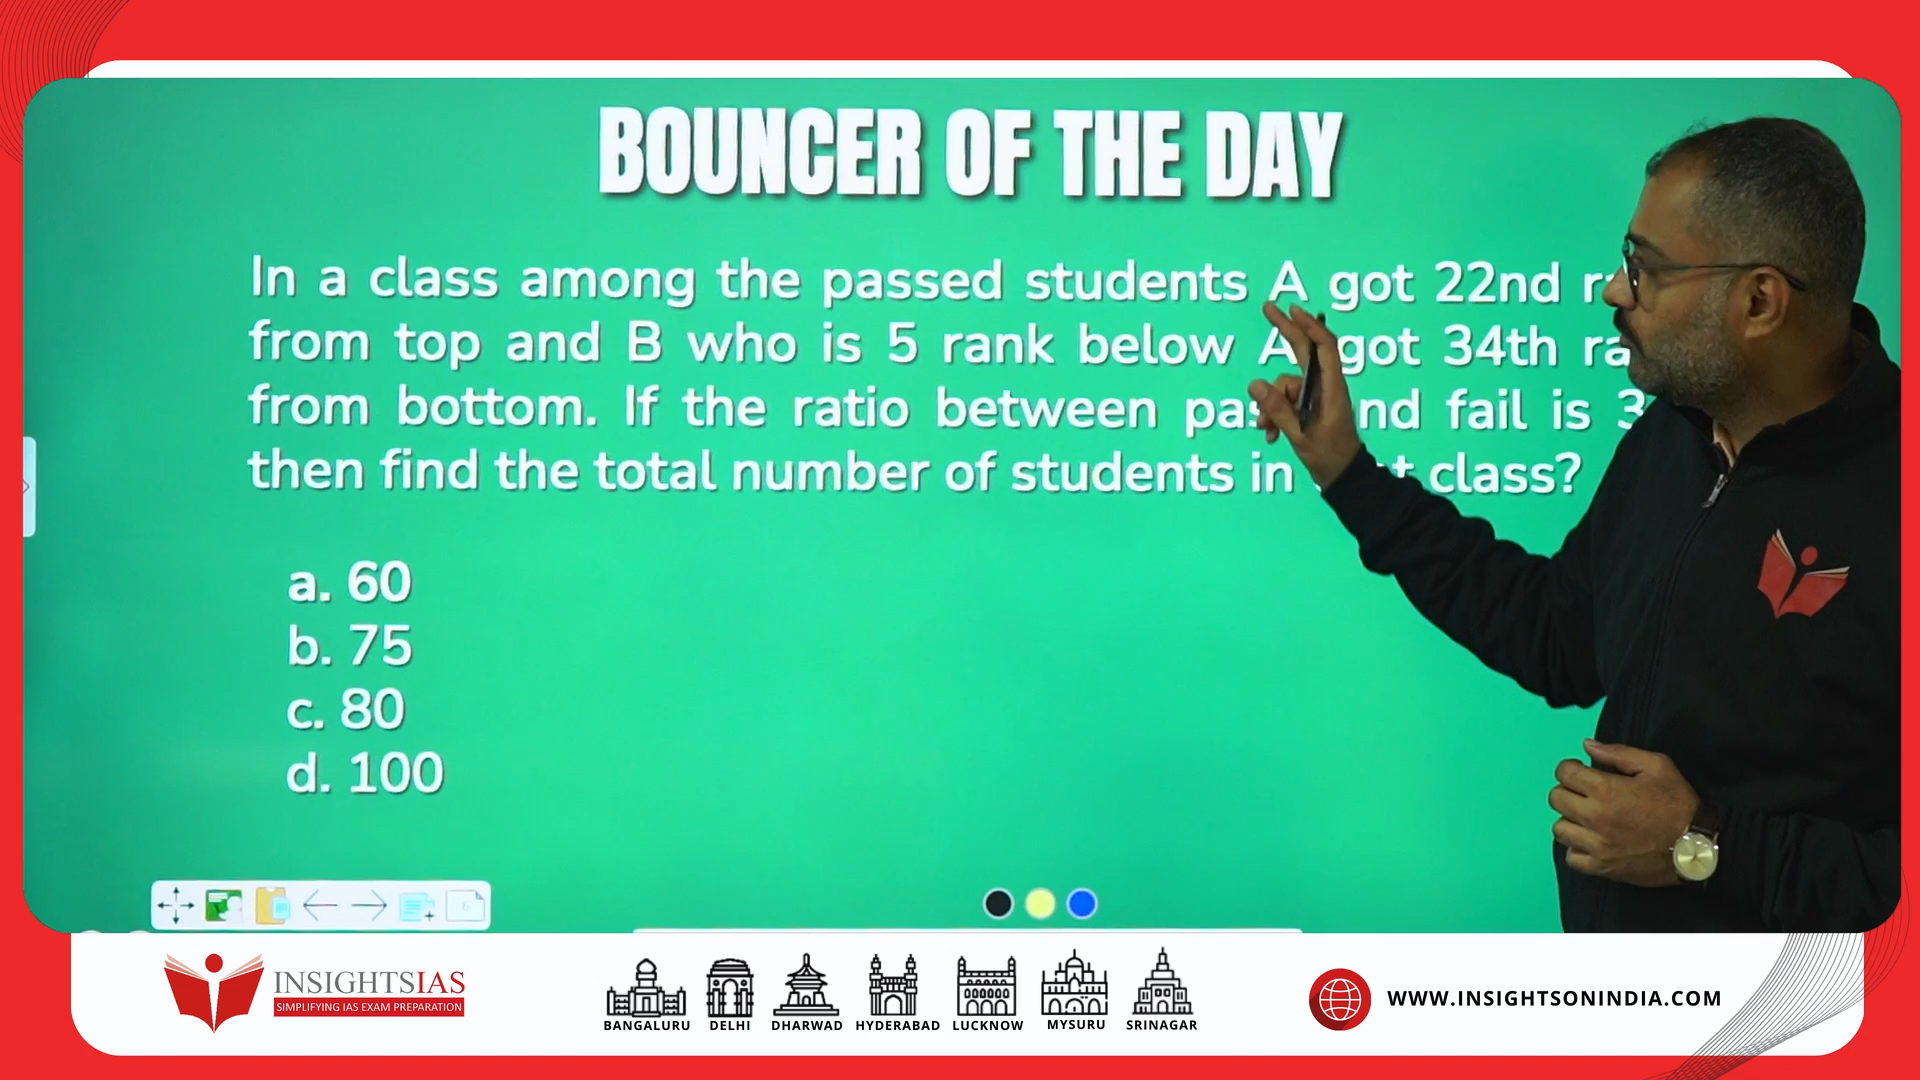 BOUNCER OF THE DAY
In a class among the passed students A got 22nd
from top and B who is 5 rank below A got 34th
from bottom. If the ratio between fail is 3
then find the total number of students in class?
a. 60
b. 75
c. 80
d. 100
6
INSIGHTSIAS
SIMPLIFYING IAS EXAM PREPARATION
BANGALURU DELHI DHARWAD HYDERABAD LUCKNOW MYSURU SRINAGAR
WWW.INSIGHTSONINDIA.COM